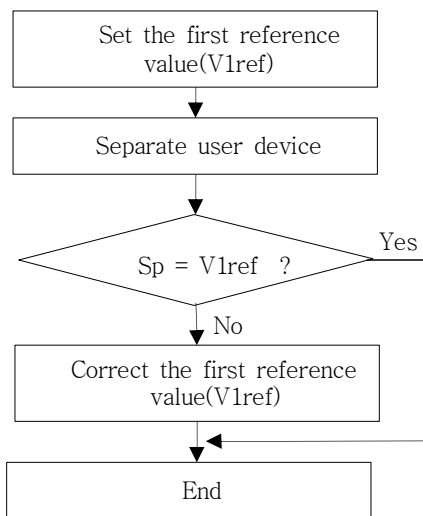 Set the first reference
value(V1ref)
Separate user device
Sp = V1ref ?
Yes
No
Correct the first reference
value(V1ref)
End